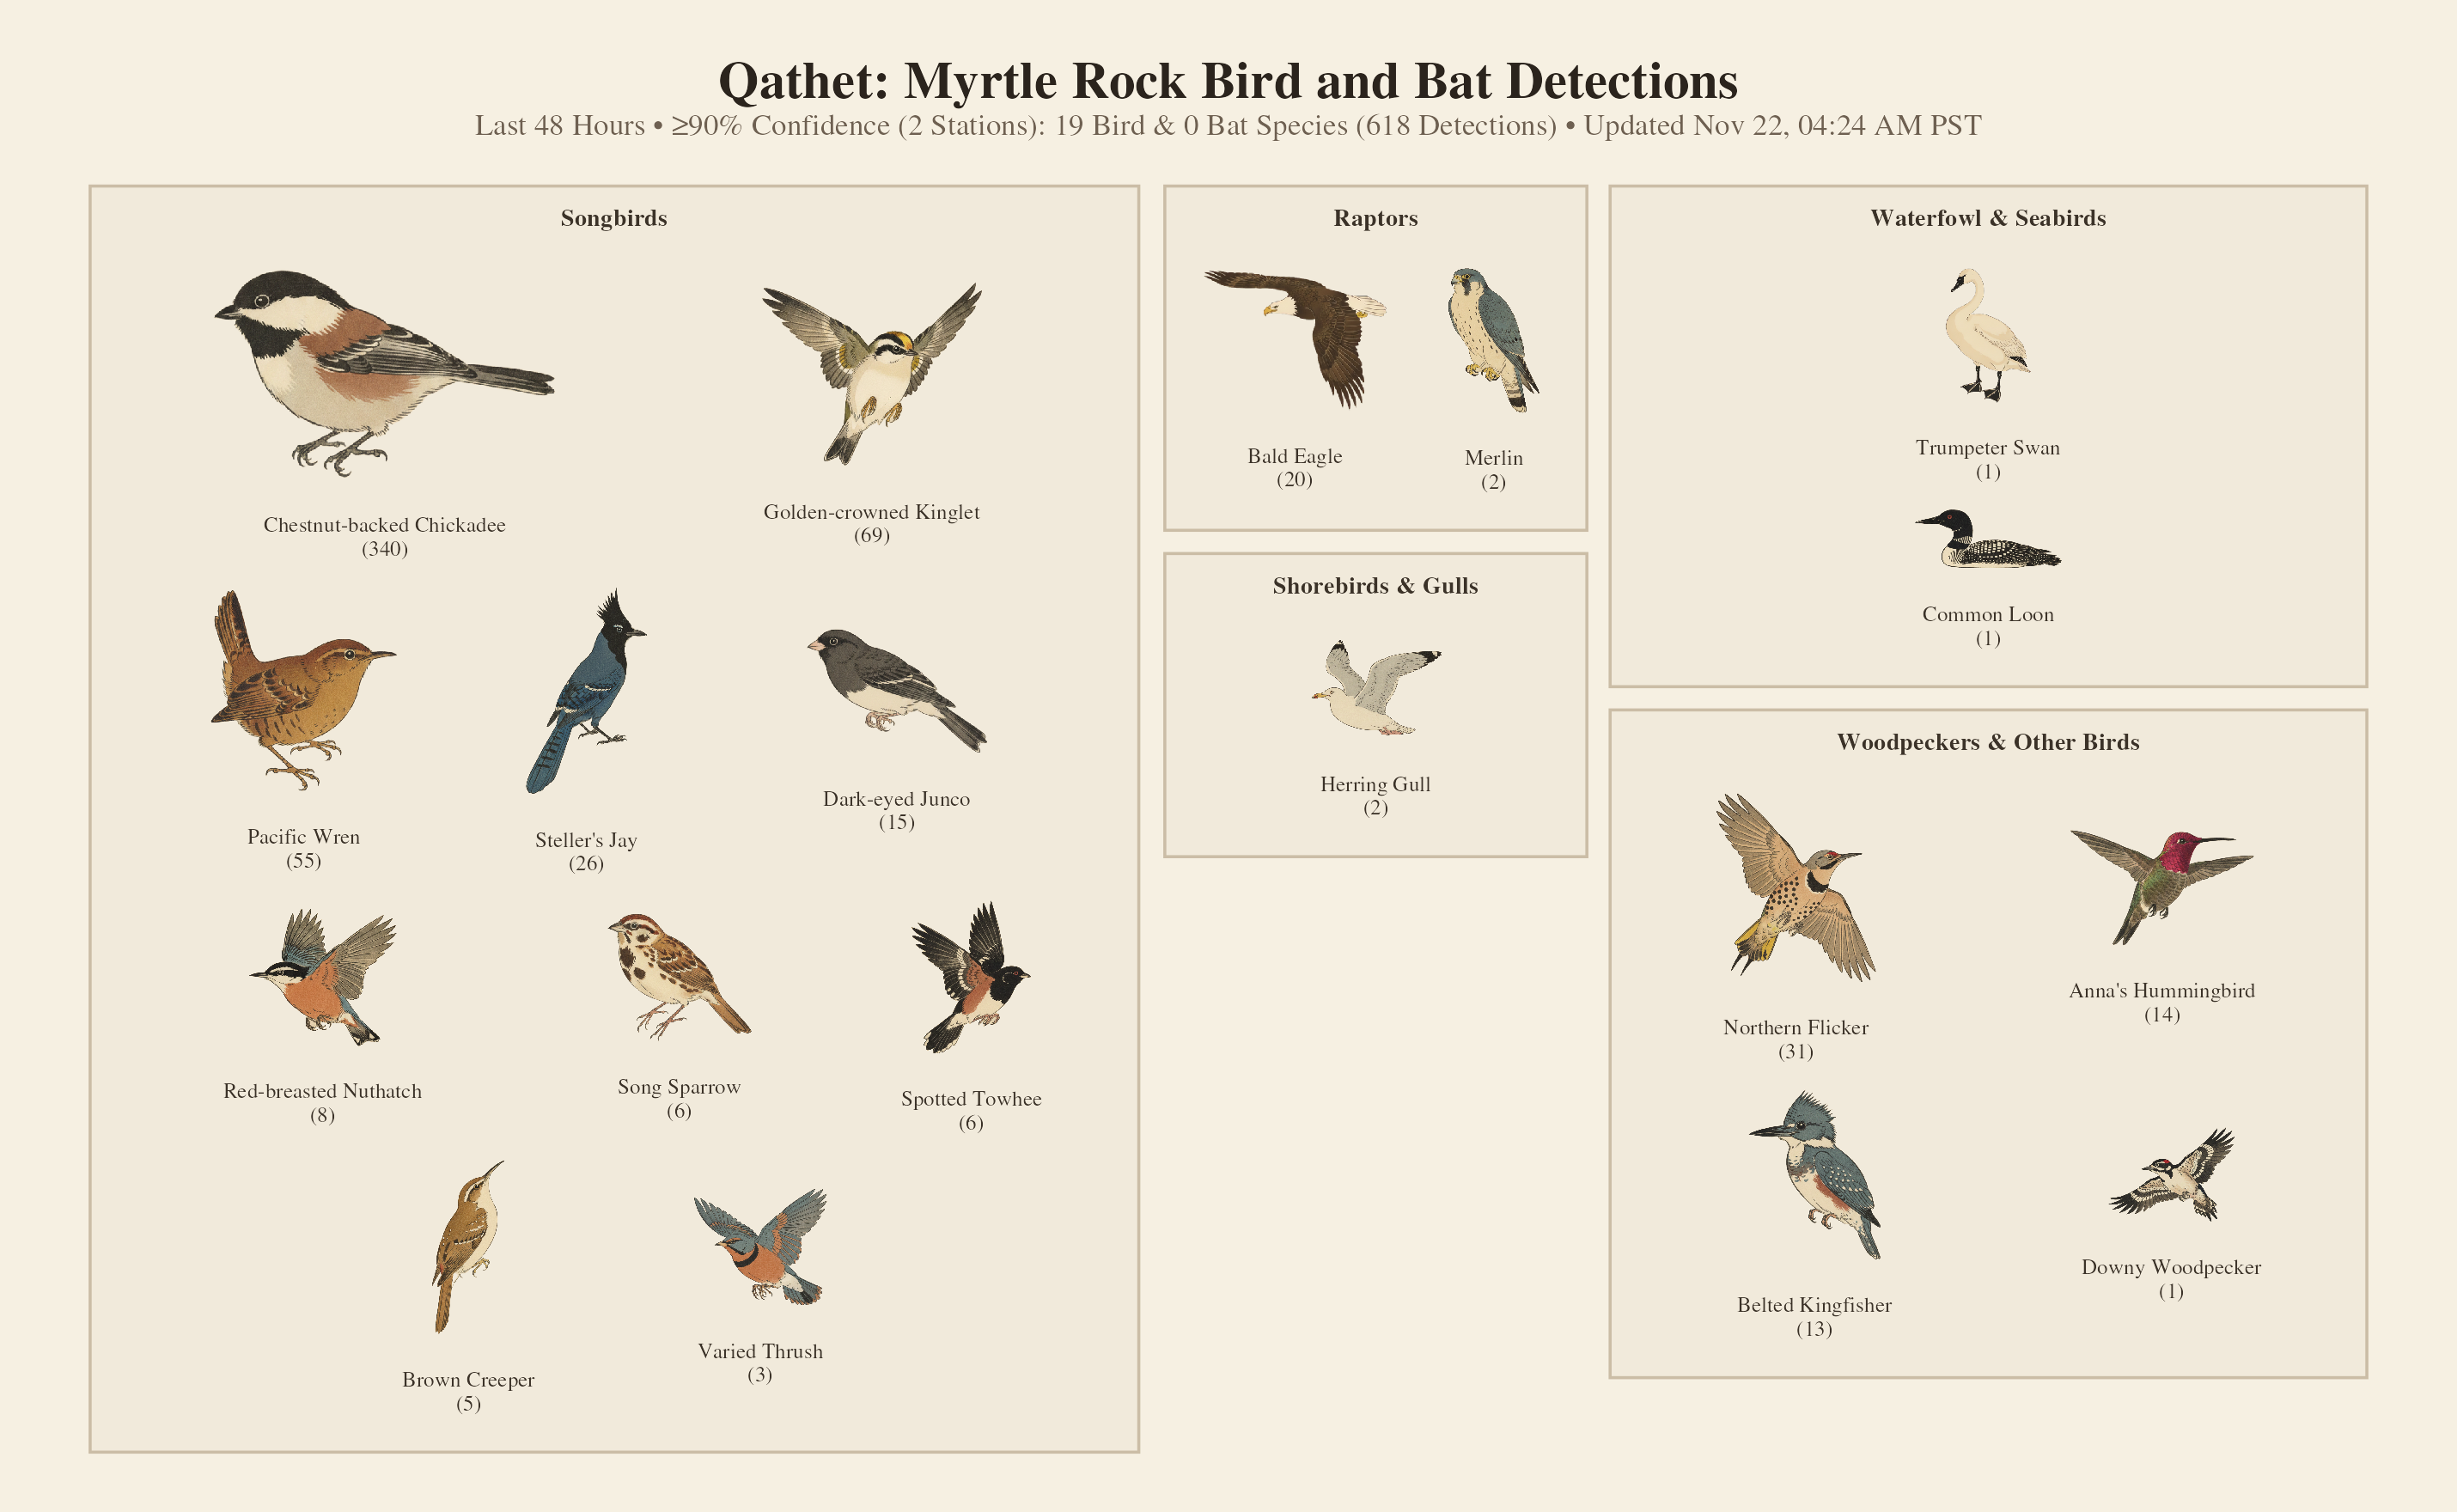 Qathet: Myrtle Rock Bird and Bat Detections
Last 48 Hours • ≥90% Confidence (2 Stations): 19 Bird & 0 Bat Species (618 Detections) • Updated Nov 22, 04:24 AM PST
Songbirds
Chestnut-backed Chickadee
(340)
Golden-crowned Kinglet
(69)
Pacific Wren
(55)
Steller's Jay
(26)
Dark-eyed Junco
(15)
Red-breasted Nuthatch
(8)
Song Sparrow
(6)
Spotted Towhee
(6)
Brown Creeper
(5)
Varied Thrush
(3)
Raptors
Bald Eagle
(20)
Merlin
(2)
Shorebirds & Gulls
Herring Gull
(2)
Waterfowl & Seabirds
Trumpeter Swan
(1)
Common Loon
(1)
Woodpeckers & Other Birds
Northern Flicker
(31)
Anna's Hummingbird
(14)
Belted Kingfisher
(13)
Downy Woodpecker
(1)